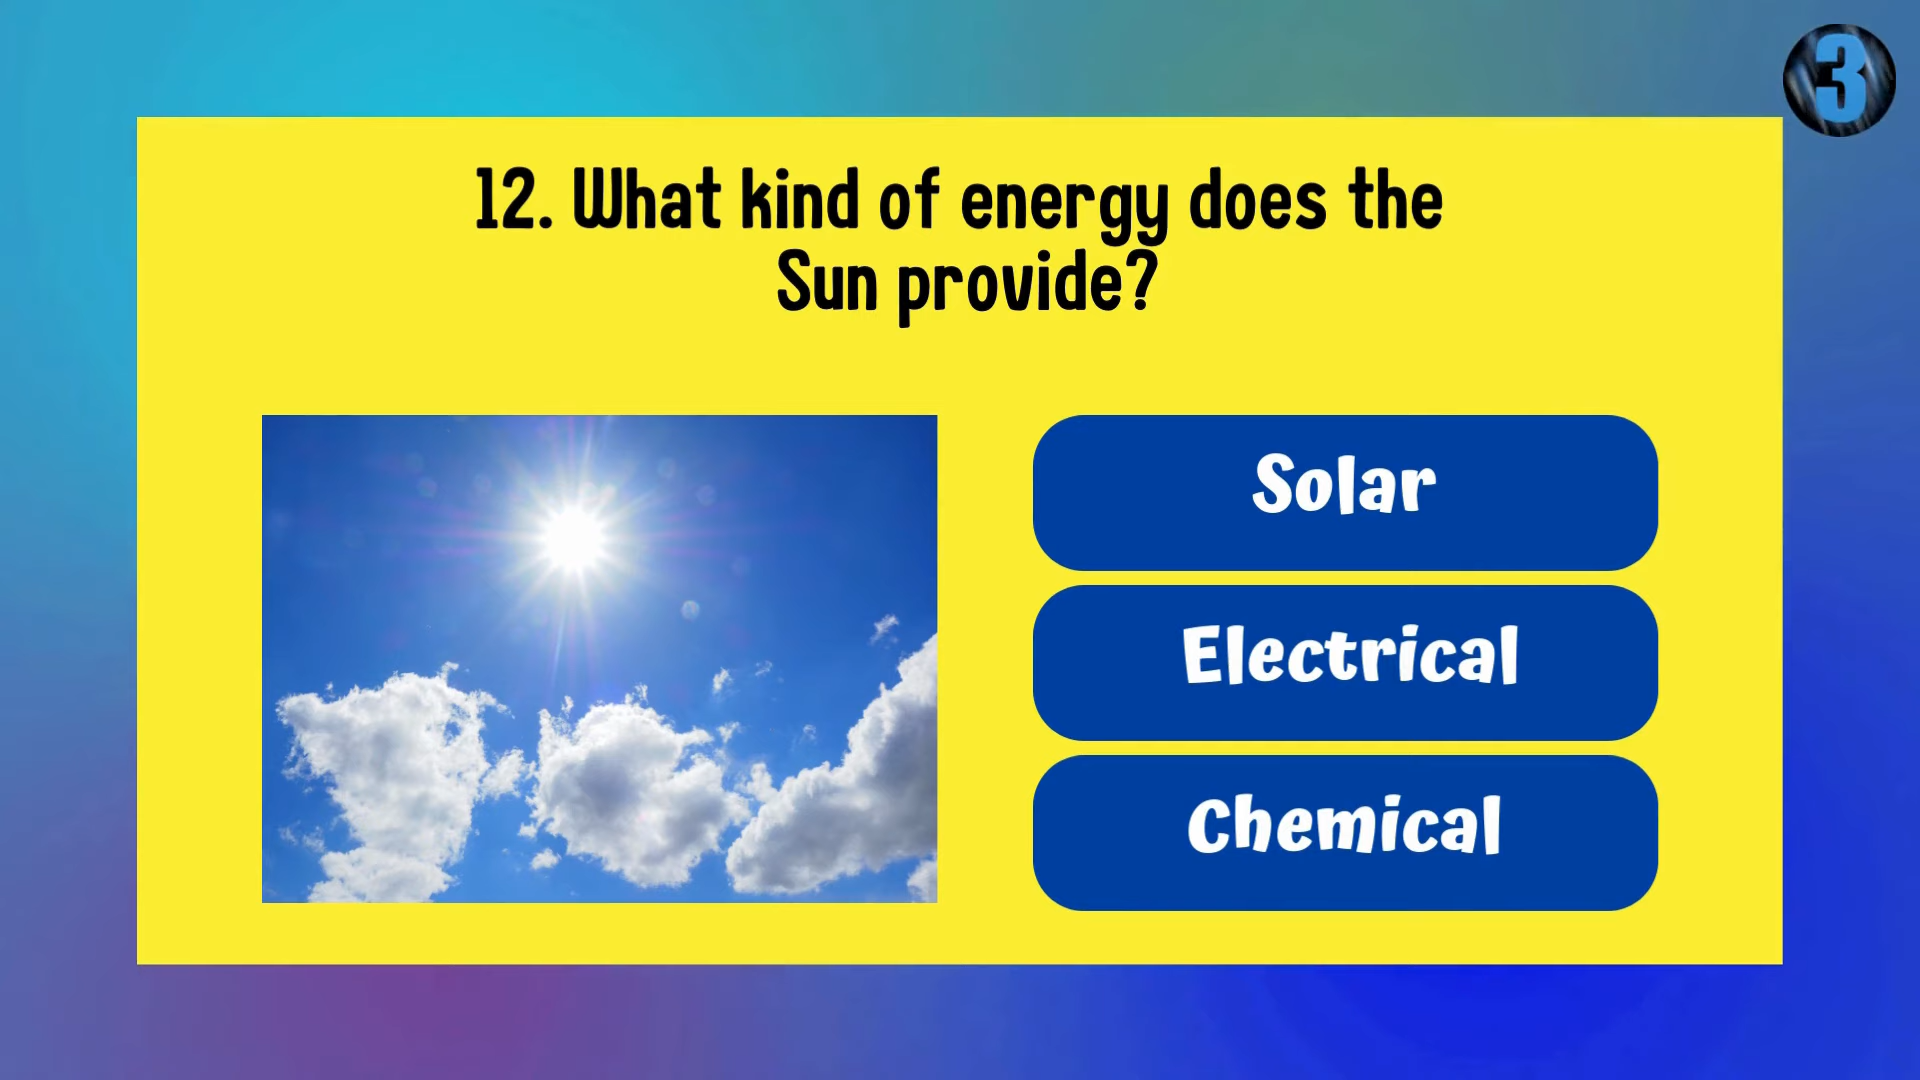 3
12. What kind of energy does the
Sun provide?
Solar
Electrical
Chemical